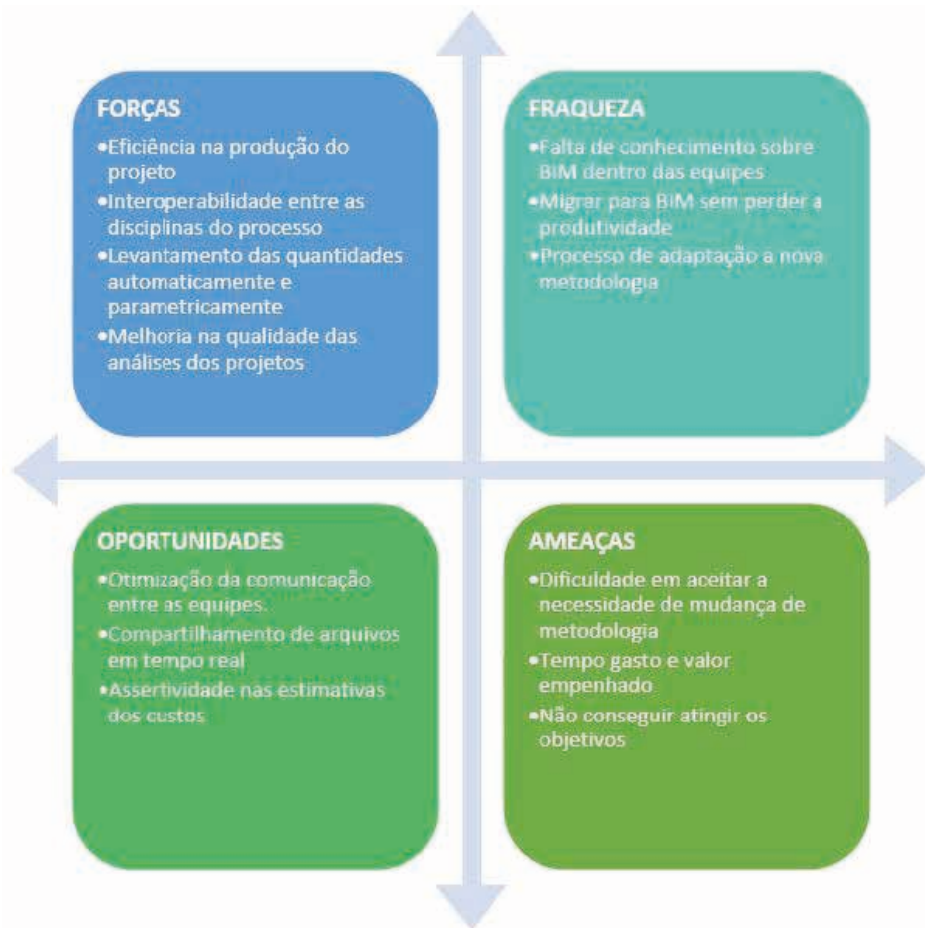 FORÇAS
•Eficiência na produção do
projeto
•Interoperabilidade entre as
disciplinas do processo
•Levantamento das quantidades
automaticamente e
parametricamente
•Melhoria na qualidade das
análises dos projetos
FRAQUEZA
•Falta de conhecimento sobre
BIM dentro das equipes
•Migrar para BIM sem perder a
produtividade
•Processo de adaptação a nova
metodologia
OPORTUNIDADES
•Otimização da comunicação
entre as equipes.
•Compartilhamento de arquivos
em tempo real
•Assertividade nas estimativas
dos custos
AMEAÇAS
•Dificuldade em aceitar a
necessidade de mudança de
metodologia
•Tempo gasto e valor
empenhado
•Não conseguir atingir os
objetivos